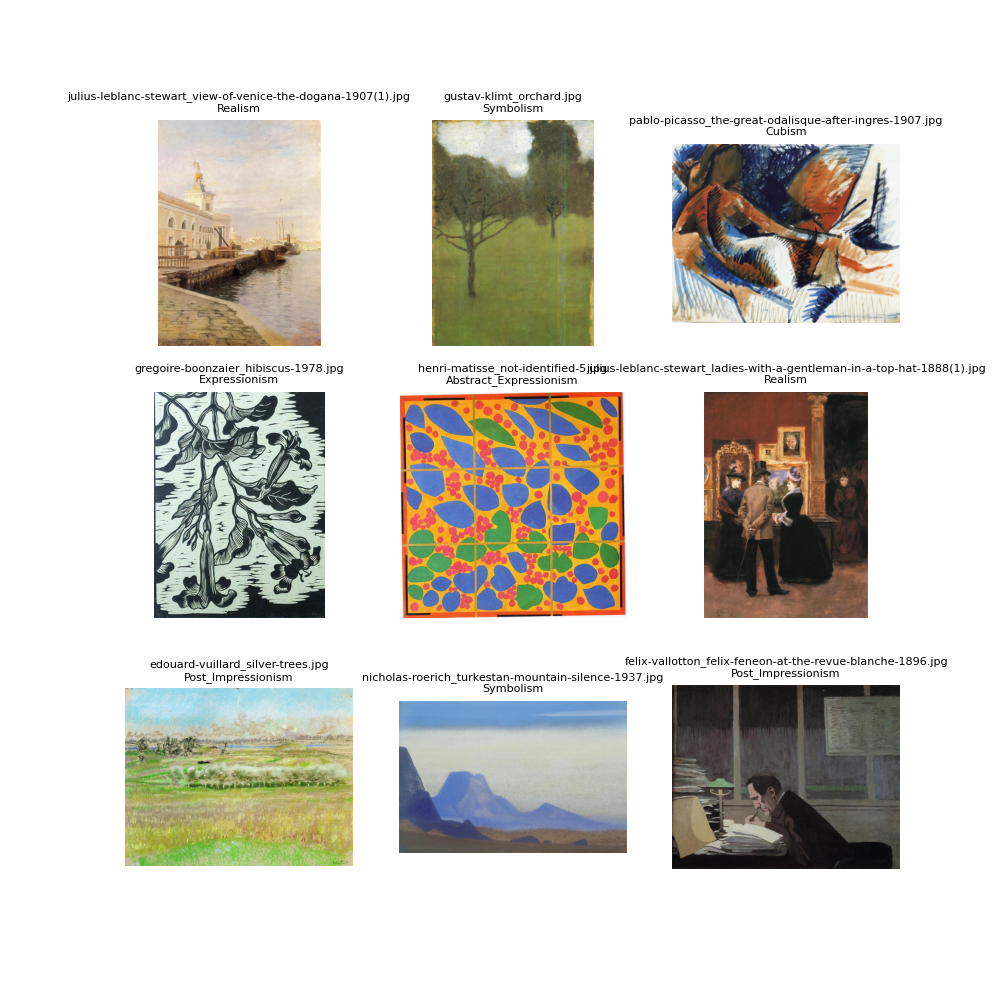 julius-leblanc-stewart_view-of-venice-the-dogana-1907(1).jpg
Realism
gustav-klimt_orchard.jpg
Symbolism
pablo-picasso_the-great-odalisque-after-ingres-1907.jpg
Cubism
gregoire-boonzaier_hibiscus-1978.jpg
Expressionism
henri-matisse_not-identified-5.jpg
Abstract_Expressionism
julius-leblanc-stewart_ladies-with-a-gentleman-in-a-top-hat-1888(1).jpg
Realism
edouard-vuillard_silver-trees.jpg
Post_Impressionism
nicholas-roerich_turkestan-mountain-silence-1937.jpg
Symbolism
felix-vallotton_felix-feneon-at-the-revue-blanche-1896.jpg
Post_Impressionism